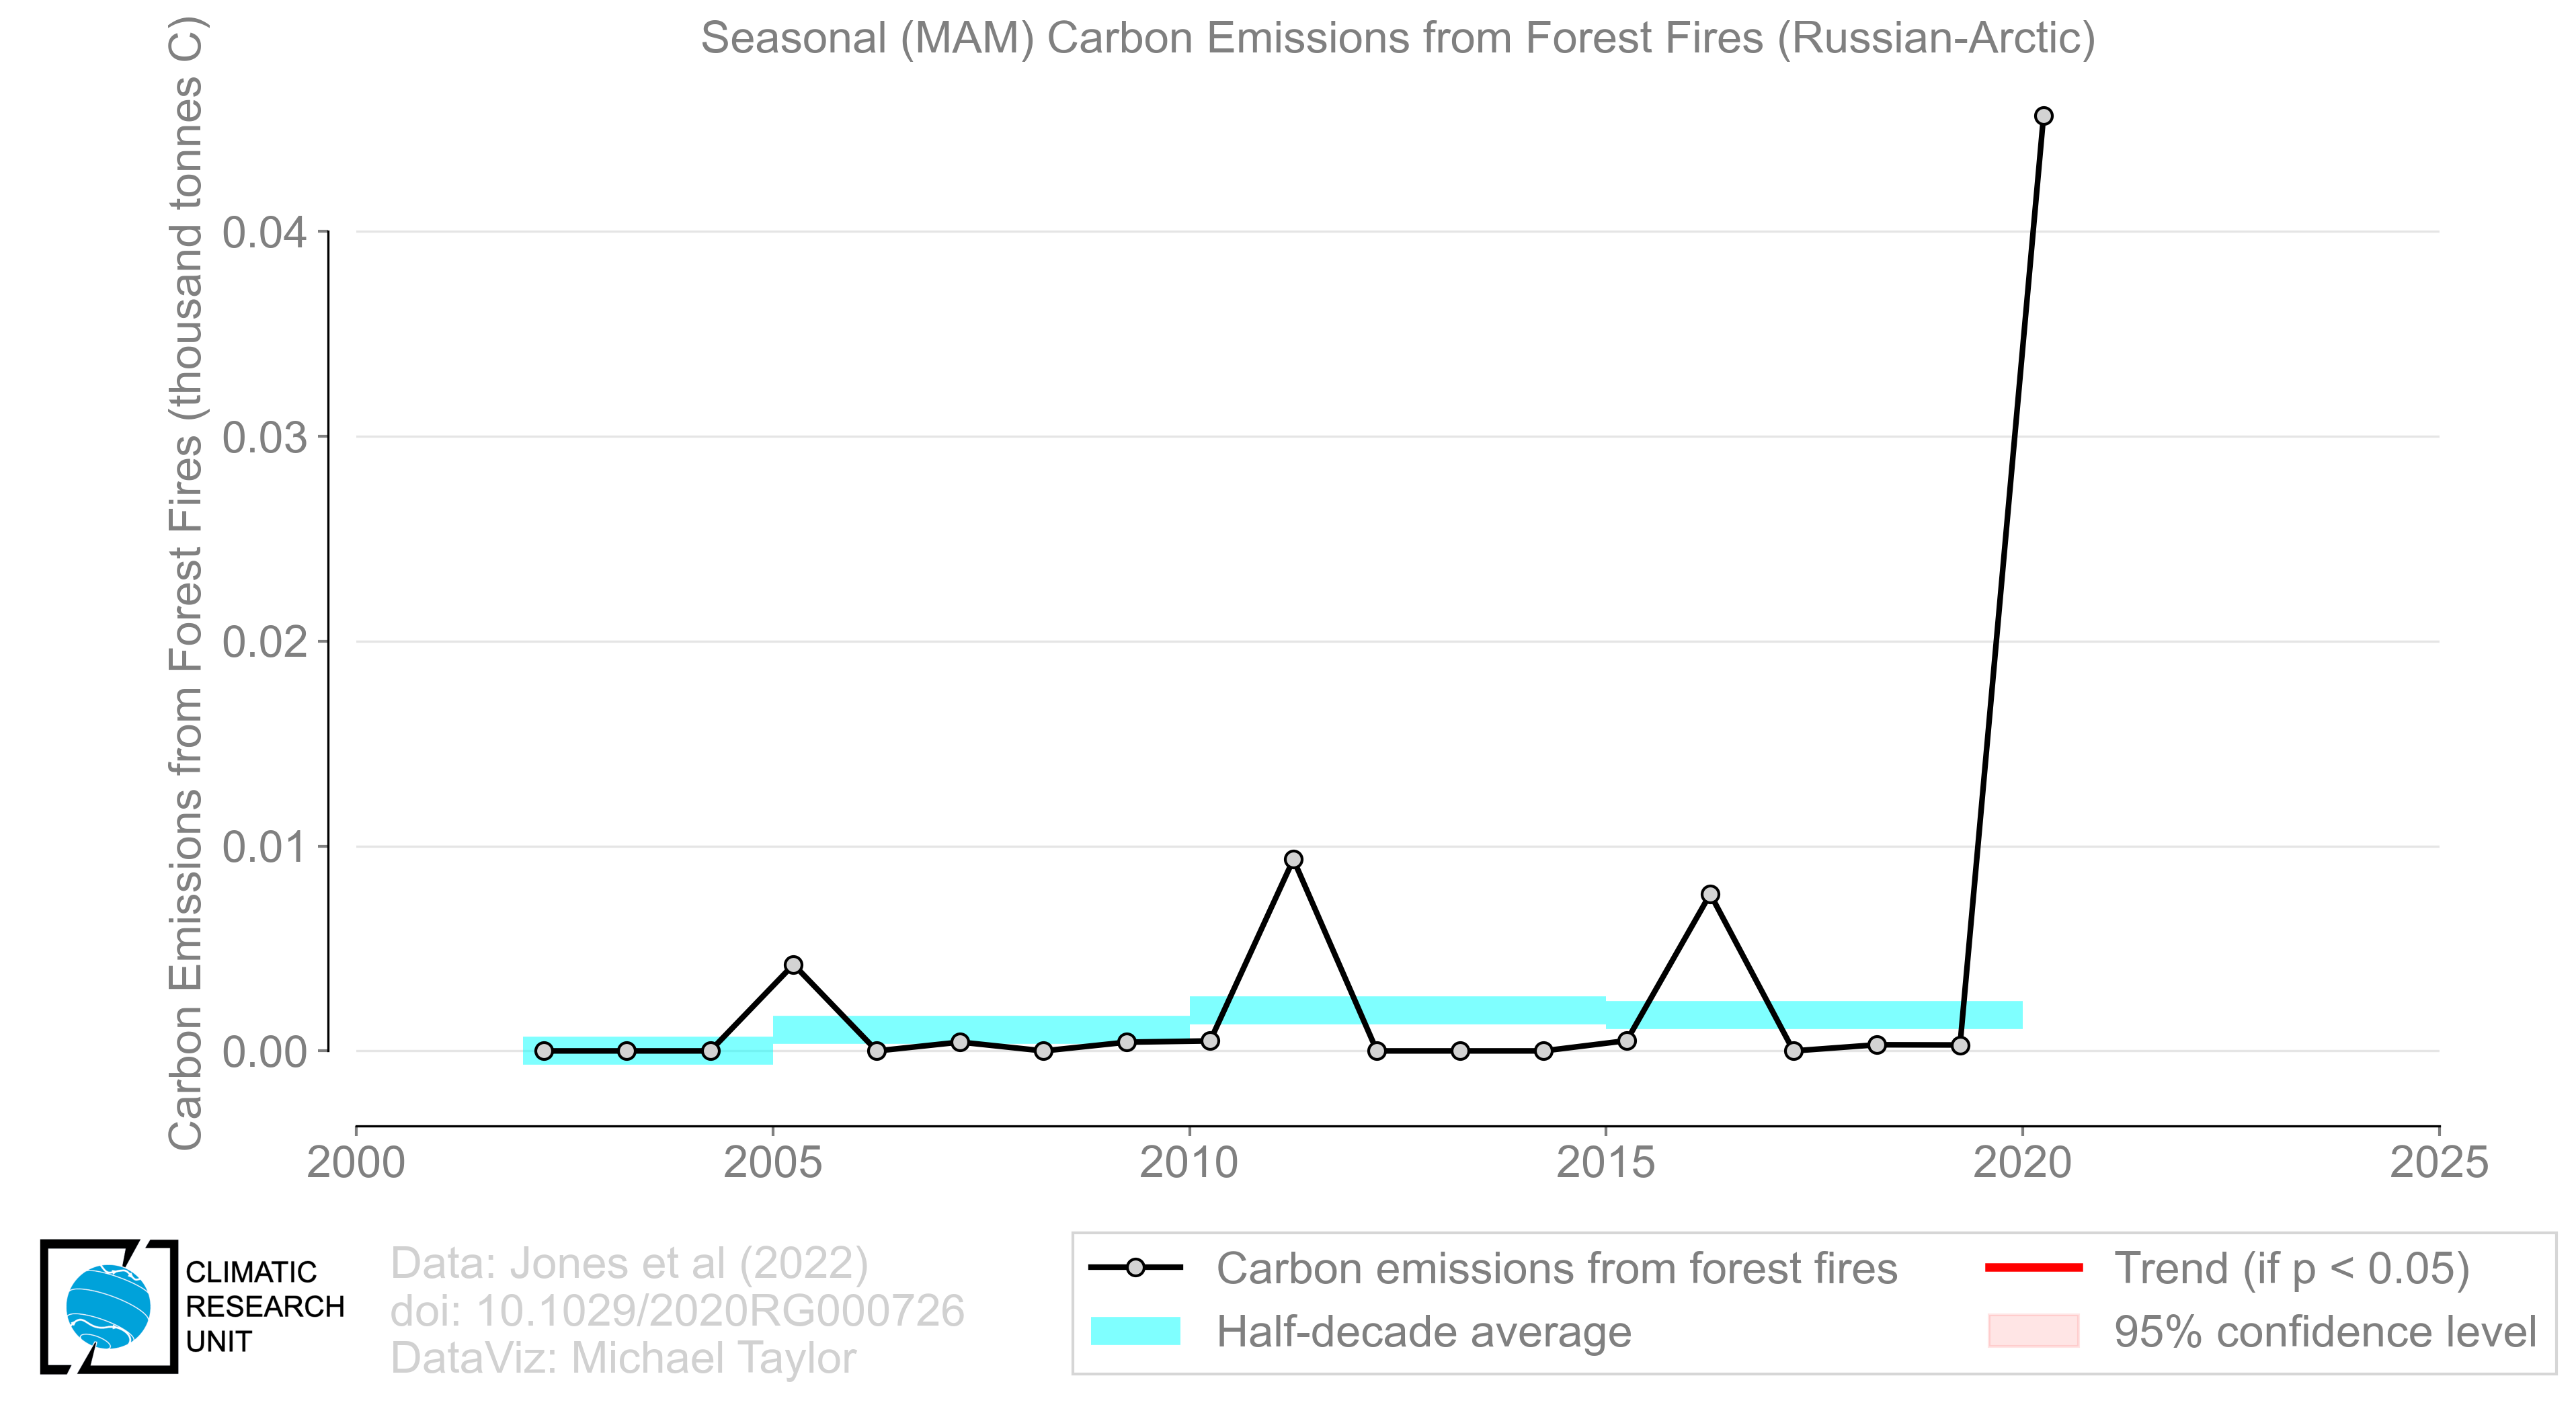 Seasonal (MAM) Carbon Emissions from Forest Fires (Russian-Arctic)
Carbon Emissions from Forest Fires (thousand tonnes C)
0.04
0.03
0.02
0.01
0.00
2000 2005 2010 2015 2020 2025
CLIMATIC
RESEARCH
UNIT
Data: Jones et al (2022)
doi: 10.1029/2020RG000726
DataViz: Michael Taylor
Carbon emissions from forest fires
Half-decade average
Trend (if p < 0.05)
95% confidence level